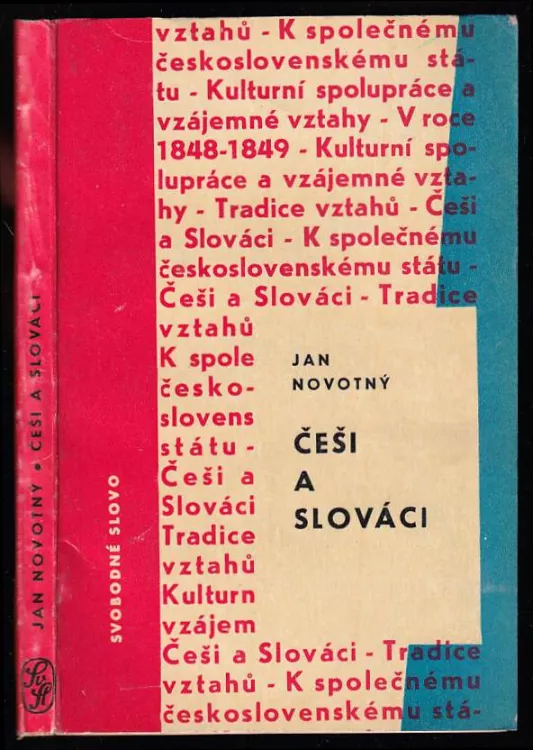 vztahů - K společnému
československému stá-
tu - Kulturní spolupráce a
vzájemné vztahy - V roce
1848-1849 - Kulturní spo-
lupráce a vzájemné vzta-
hy - Tradice vztahů - Češi
a Slováci - K společnému
československému státu -
Češi a Slováci - Tradice
vztahů
K spole
česko-
slovens
státu -
Češi a
Slováci
Tradice
vztahů
Kulturn
vzájem
Češi a Slováci - Tradice
vztahů - K společnému
československému stá-
JAN
NOVOTNÝ
ČEŠI
A
SLOVÁCI
SVOBODNÉ SLOVO
JAN NOVOTNÝ • ČEŠI A SLOVÁCI